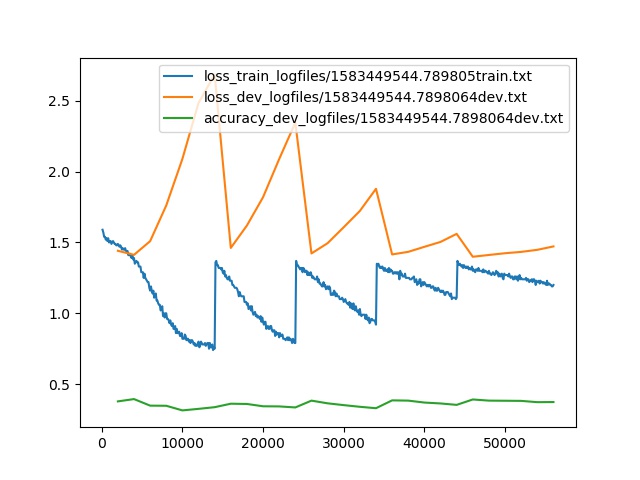 loss_train_logfiles/1583449544.789805train.txt
loss_dev_logfiles/1583449544.7898064dev.txt
accuracy_dev_logfiles/1583449544.7898064dev.txt
2.5
2.0
1.5
1.0
0.5
0 10000 20000 30000 40000 50000